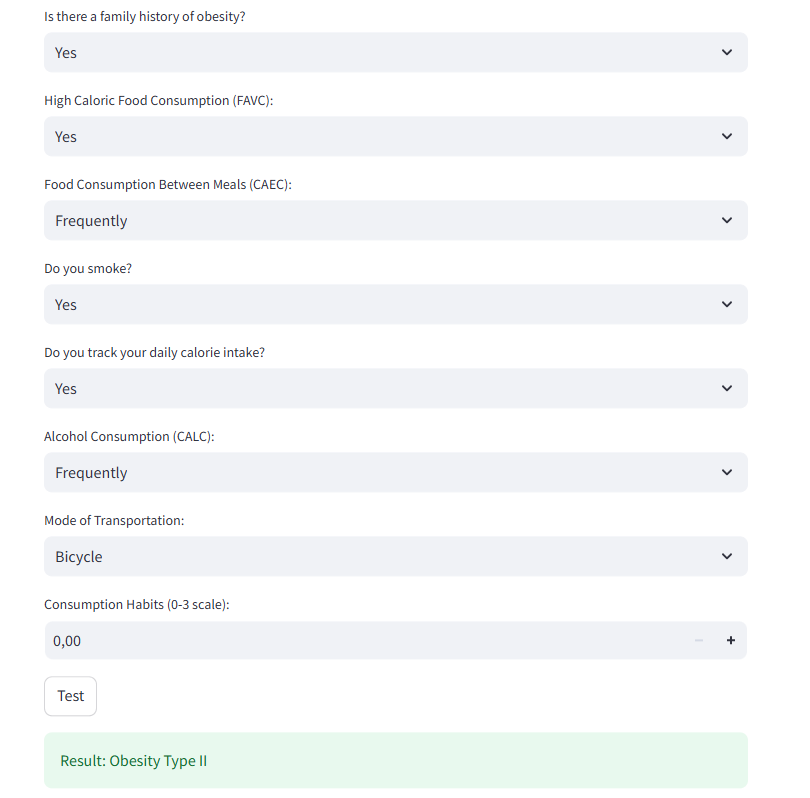 Is there a family history of obesity?
Yes
High Caloric Food Consumption (FAVC):
Yes
Food Consumption Between Meals (CAEC):
Frequently
Do you smoke?
Yes
Do you track your daily calorie intake?
Yes
Alcohol Consumption (CALC):
Frequently
Mode of Transportation:
Bicycle
Consumption Habits (0-3 scale):
0,00
Test
Result: Obesity Type II